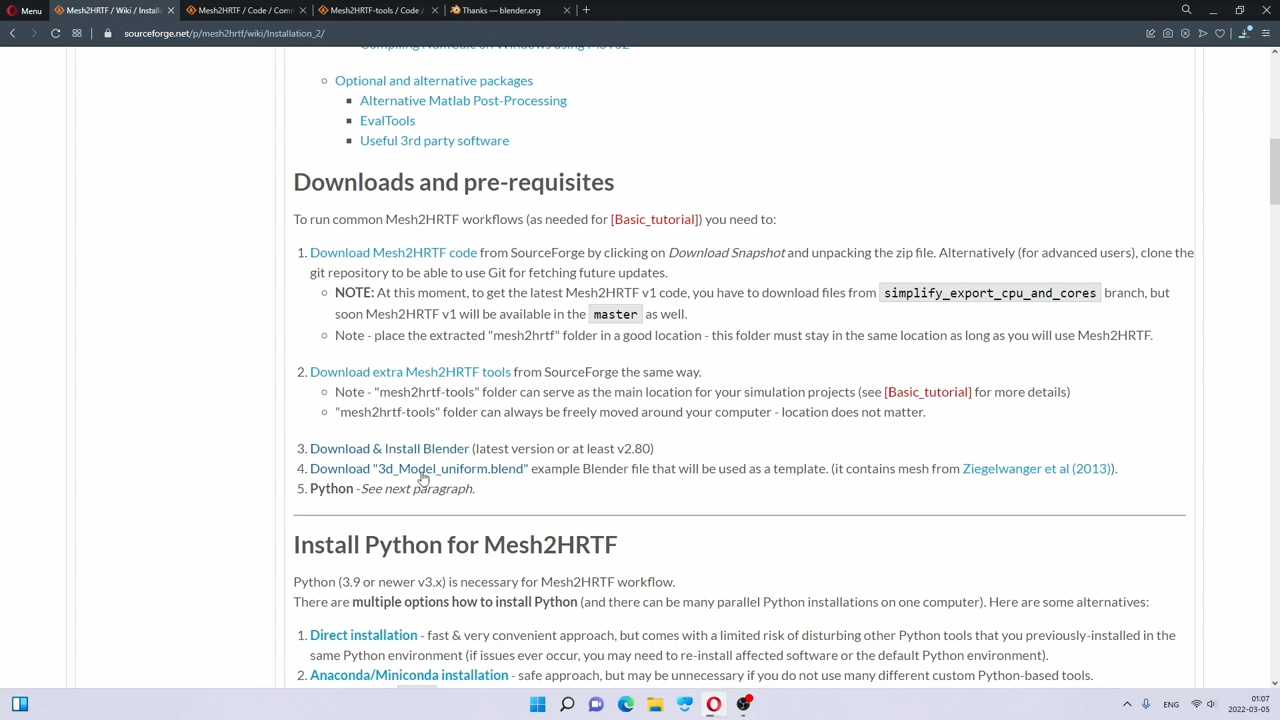 Menu
Mesh2HRTF / Wiki / Installa
Mesh2HRTF / Code / Com
Mesh2HRTF-tools / Code /
Thanks — blender.org
sourceforge.net/p/mesh2hrtf/wiki/Installation_2/
Compiling NumCalc on Windows using MSYS2
Optional and alternative packages
Alternative Matlab Post-Processing
EvalTools
Useful 3rd party software
Downloads and pre-requisites
To run common Mesh2HRTF workflows (as needed for [Basic_tutorial]) you need to:
1. Download Mesh2HRTF code from SourceForge by clicking on Download Snapshot and unpacking the zip file. Alternatively (for advanced users), clone the
git repository to be able to use Git for fetching future updates.
NOTE: At this moment, to get the latest Mesh2HRTF v1 code, you have to download files from simplify_export_cpu_and_cores branch, but
soon Mesh2HRTF v1 will be available in the master as well.
Note - place the extracted "mesh2hrtf" folder in a good location - this folder must stay in the same location as long as you will use Mesh2HRTF.
2. Download extra Mesh2HRTF tools from SourceForge the same way.
Note - "mesh2hrtf-tools" folder can serve as the main location for your simulation projects (see [Basic_tutorial] for more details)
"mesh2hrtf-tools" folder can always be freely moved around your computer - location does not matter.
3. Download & Install Blender (latest version or at least v2.80)
4. Download "3d_Model_uniform.blend" example Blender file that will be used as a template. (it contains mesh from Ziegelwanger et al (2013)).
5. Python -See next paragraph.
Install Python for Mesh2HRTF
Python (3.9 or newer v3.x) is necessary for Mesh2HRTF workflow.
There are multiple options how to install Python (and there can be many parallel Python installations on one computer). Here are some alternatives:
1. Direct installation - fast & very convenient approach, but comes with a limited risk of disturbing other Python tools that you previously-installed in the
same Python environment (if issues ever occur, you may need to re-install affected software or the default Python environment).
2. Anaconda/Miniconda installation - safe approach, but may be unnecessary if you do not use many different custom Python-based tools.
ENG
01:07
2022-03-05